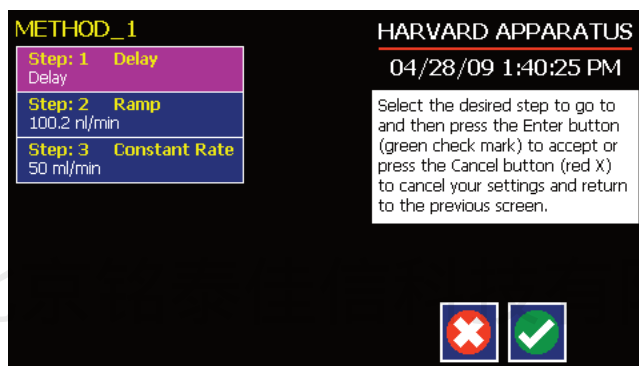 METHOD_1
Step: 1 Delay
Delay
Step: 2 Ramp
100.2 nl/min
Step: 3 Constant Rate
50 ml/min
HARVARD APPARATUS
04/28/09 1:40:25 PM
Select the desired step to go to
and then press the Enter button
(green check mark) to accept or
press the Cancel button (red X)
to cancel your settings and return
to the previous screen.